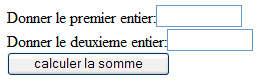 Donner le premier entier:
Donner le deuxieme entier:
calculer la somme